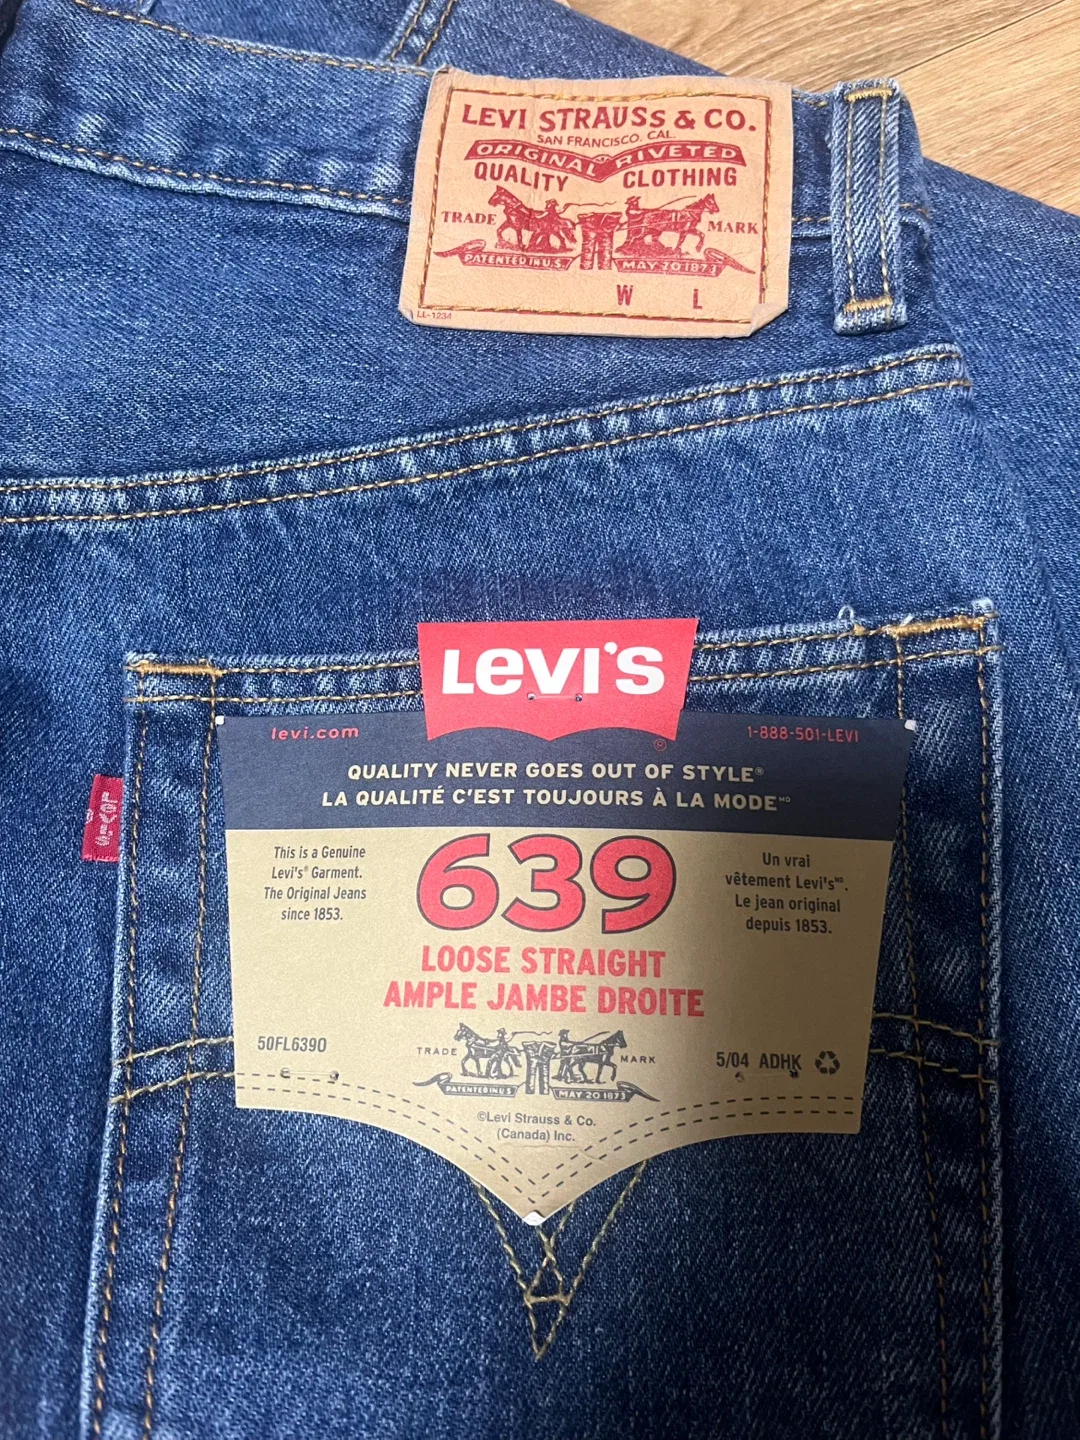 LEVI STRAUSS & CO.
SAN FRANCISCO. CAL.
ORIGINAL RIVETED
QUALITY CLOTHING
TRADE MARK
PATENTED IN U.S. MAY 20 1873
W L
LL-1234
LEVI'S
®
levi.com
1-888-501-LEVI
QUALITY NEVER GOES OUT OF STYLE®
LA QUALITÉ C'EST TOUJOURS À LA MODE MD
LEVI'S
This is a Genuine
Levi's® Garment.
The Original Jeans
since 1853.
639
Un vrai
vêtement Levi's MD.
Le jean original
depuis 1853.
LOOSE STRAIGHT
AMPLE JAMBE DROITE
50FL6390
TRADE MARK
PATENTED IN U.S. MAY 20 1873
5/04 ADHK
©Levi Strauss & Co.
(Canada) Inc.